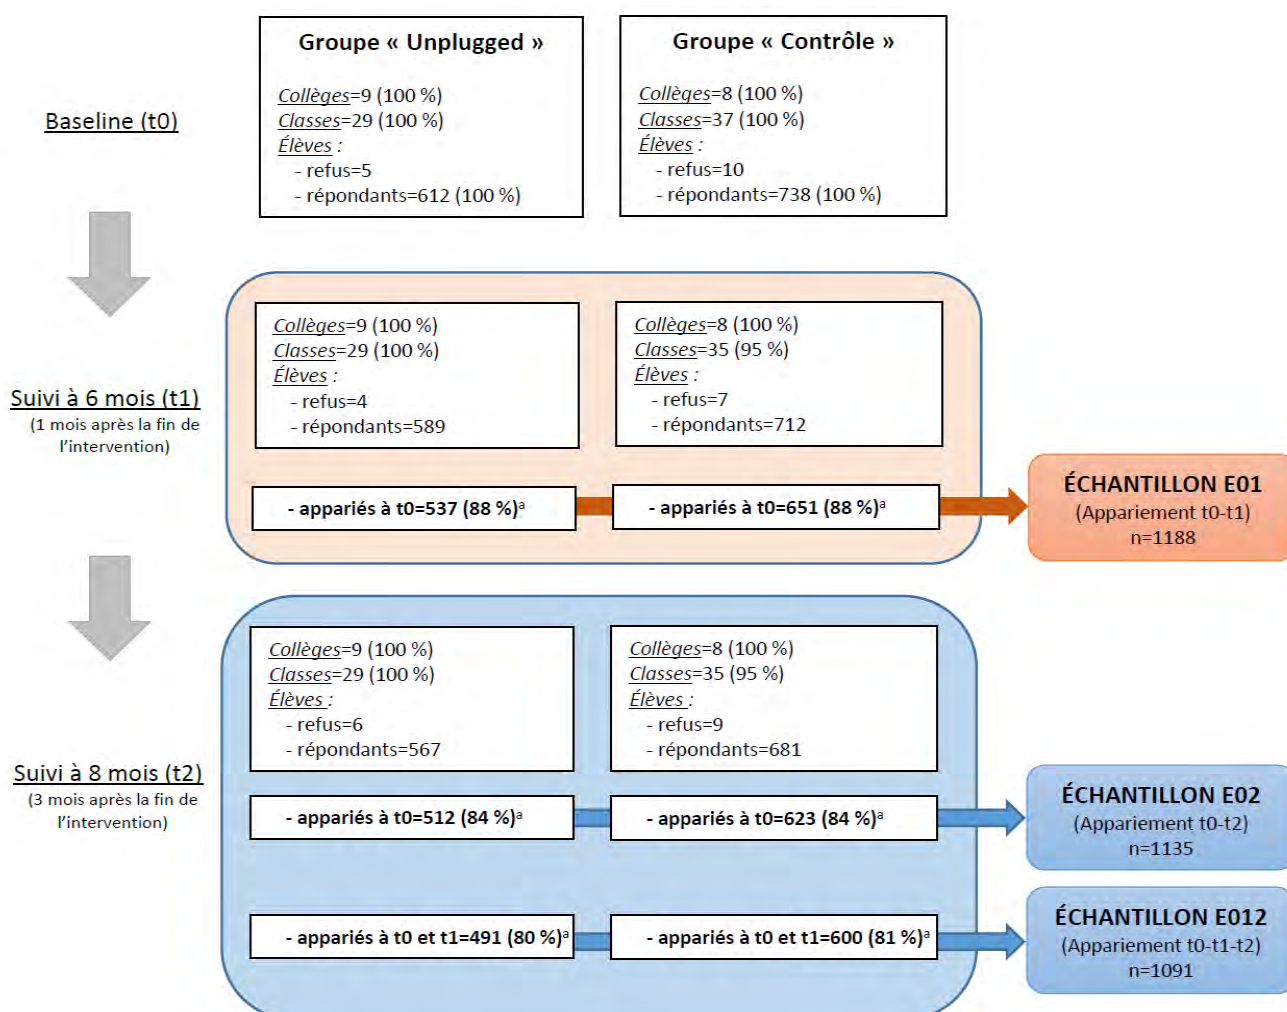 Groupe « Unplugged »
Collèges=9 (100 %)
Classes=29 (100 %)
Élèves :
- refus=5
- répondants=612 (100 %)
Groupe « Contrôle »
Collèges=8 (100 %)
Classes=37 (100 %)
Élèves :
- refus=10
- répondants=738 (100 %)
Baseline (t0)
Suivi à 6 mois (t1)
(1 mois après la fin de
l'intervention)
Collèges=9 (100 %)
Classes=29 (100 %)
Élèves :
- refus=4
- répondants=589
Collèges=8 (100 %)
Classes=35 (95 %)
Élèves :
- refus=7
- répondants=712
- appariés à t0=537 (88 %)ᵃ
- appariés à t0=651 (88 %)ᵃ
ÉCHANTILLON E01
(Appariement t0-t1)
n=1188
Suivi à 8 mois (t2)
(3 mois après la fin de
l'intervention)
Collèges=9 (100 %)
Classes=29 (100 %)
Élèves :
- refus=6
- répondants=567
Collèges=8 (100 %)
Classes=35 (95 %)
Élèves :
- refus=9
- répondants=681
- appariés à t0=512 (84 %)ᵃ
- appariés à t0=623 (84 %)ᵃ
ÉCHANTILLON E02
(Appariement t0-t2)
n=1135
- appariés à t0 et t1=491 (80 %)ᵃ
- appariés à t0 et t1=600 (81 %)ᵃ
ÉCHANTILLON E012
(Appariement t0-t1-t2)
n=1091